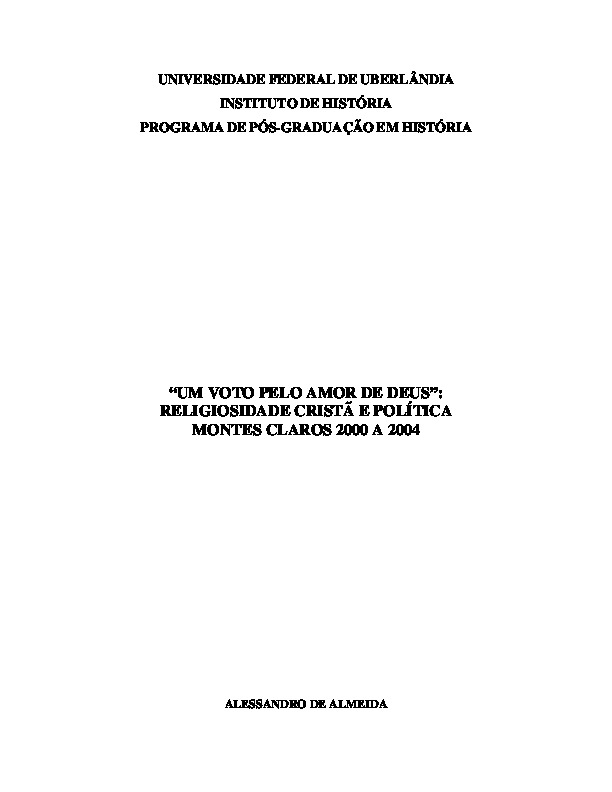 UNIVERSIDADE FEDERAL DE UBERLÂNDIA
INSTITUTO DE HISTÓRIA
PROGRAMA DE PÓS-GRADUAÇÃO EM HISTÓRIA
“UM VOTO PELO AMOR DE DEUS”:
RELIGIOSIDADE CRISTÃ E POLÍTICA
MONTES CLAROS 2000 A 2004
ALESSANDRO DE ALMEIDA